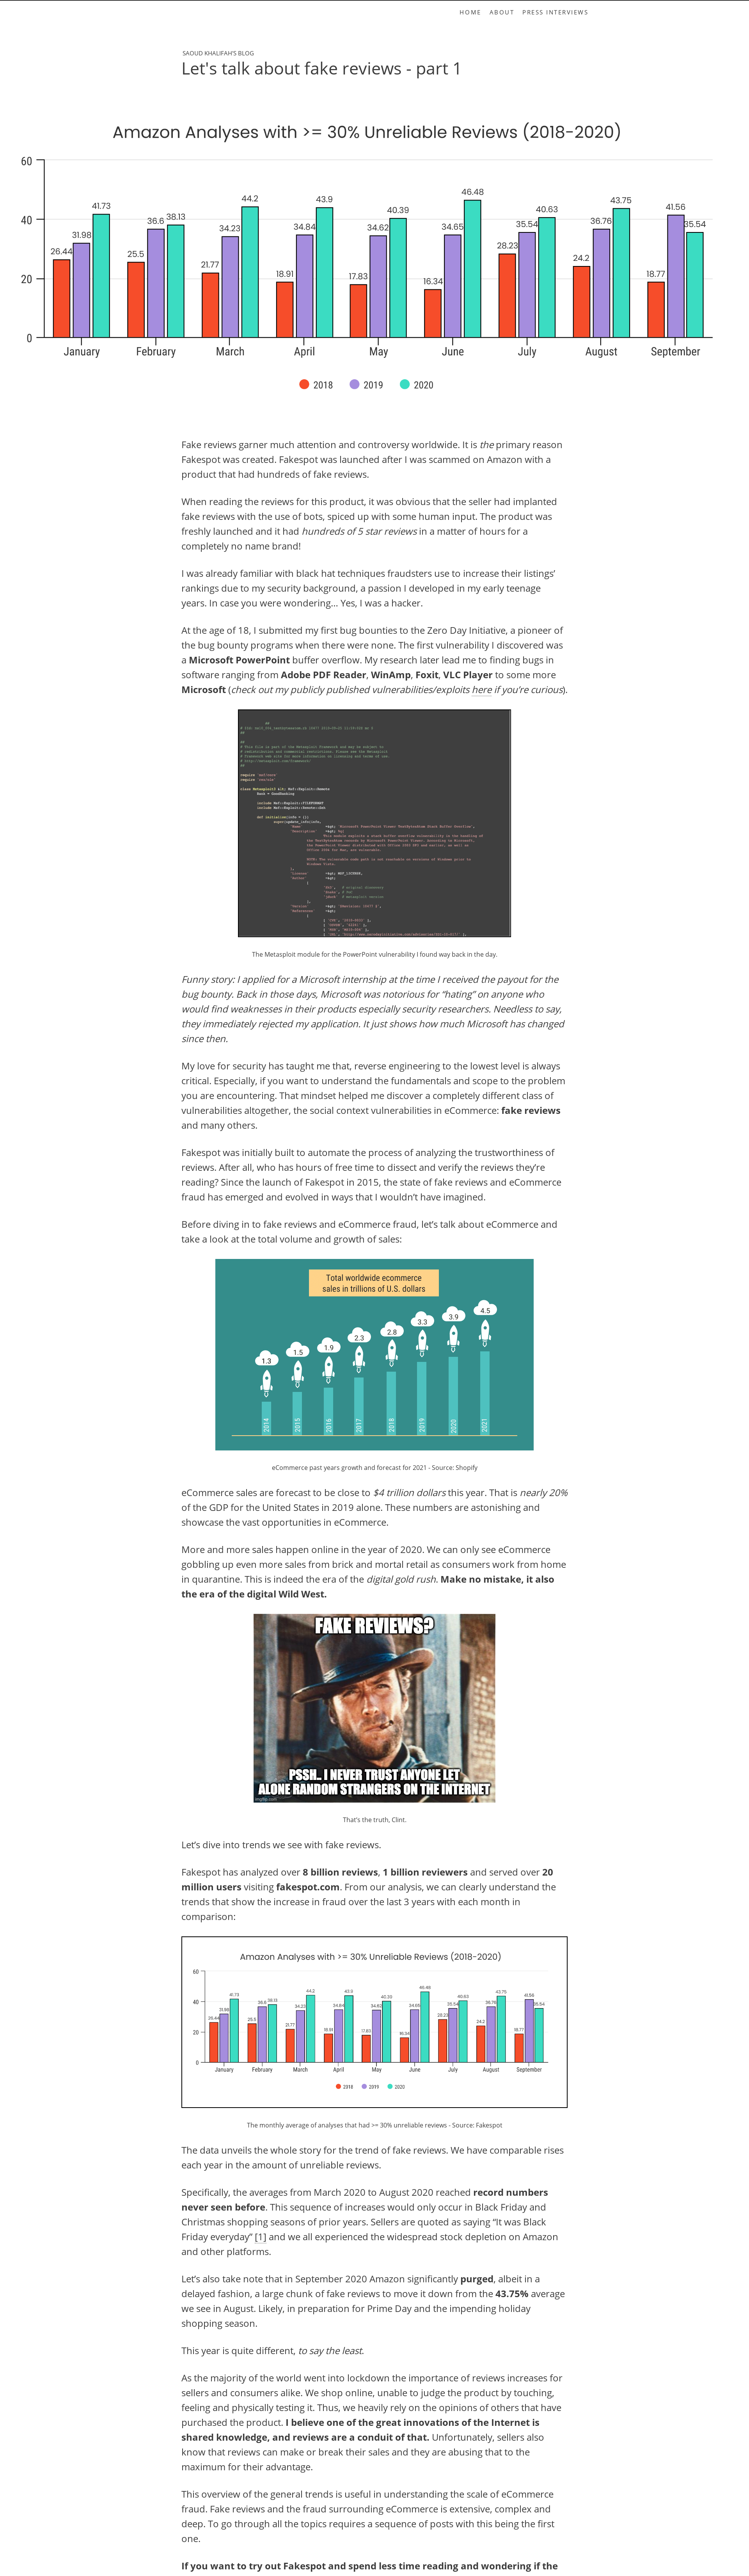 HOME ABOUT PRESS INTERVIEWS
SAOUD KHALIFAH'S BLOG
Let's talk about fake reviews - part 1
Amazon Analyses with >= 30% Unreliable Reviews (2018-2020)
60
40
20
0
26.44 31.98 41.73
25.5 36.6 38.13
21.77 34.23 44.2
18.91 34.84 43.9
17.83 34.62 40.39
16.34 34.65 46.48
28.23 35.54 40.63
24.2 36.76 43.75
18.77 41.56 35.54
January February March April May June July August September
2018 2019 2020
Fake reviews garner much attention and controversy worldwide. It is the primary reason
Fakespot was created. Fakespot was launched after I was scammed on Amazon with a
product that had hundreds of fake reviews.
When reading the reviews for this product, it was obvious that the seller had implanted
fake reviews with the use of bots, spiced up with some human input. The product was
freshly launched and it had hundreds of 5 star reviews in a matter of hours for a
completely no name brand!
I was already familiar with black hat techniques fraudsters use to increase their listings'
rankings due to my security background, a passion I developed in my early teenage
years. In case you were wondering... Yes, I was a hacker.
At the age of 18, I submitted my first bug bounties to the Zero Day Initiative, a pioneer of
the bug bounty programs when there were none. The first vulnerability I discovered was
a Microsoft PowerPoint buffer overflow. My research later lead me to finding bugs in
software ranging from Adobe PDF Reader, WinAmp, Foxit, VLC Player to some more
Microsoft (check out my publicly published vulnerabilities/exploits here if you're curious).
The Metasploit module for the PowerPoint vulnerability I found way back in the day.
Funny story: I applied for a Microsoft internship at the time I received the payout for the
bug bounty. Back in those days, Microsoft was notorious for "hating" on anyone who
would find weaknesses in their products especially security researchers. Needless to say,
they immediately rejected my application. It just shows how much Microsoft has changed
since then.
My love for security has taught me that, reverse engineering to the lowest level is always
critical. Especially, if you want to understand the fundamentals and scope to the problem
you are encountering. That mindset helped me discover a completely different class of
vulnerabilities altogether, the social context vulnerabilities in eCommerce: fake reviews
and many others.
Fakespot was initially built to automate the process of analyzing the trustworthiness of
reviews. After all, who has hours of free time to dissect and verify the reviews they're
reading? Since the launch of Fakespot in 2015, the state of fake reviews and eCommerce
fraud has emerged and evolved in ways that I wouldn't have imagined.
Before diving in to fake reviews and eCommerce fraud, let's talk about eCommerce and
take a look at the total volume and growth of sales:
Total worldwide ecommerce
sales in trillions of U.S. dollars
1.3 1.5 1.9 2.3 2.8 3.3 3.9 4.5
2014 2015 2016 2017 2018 2019 2020 2021
eCommerce past years growth and forecast for 2021 - Source: Shopify
eCommerce sales are forecast to be close to $4 trillion dollars this year. That is nearly 20%
of the GDP for the United States in 2019 alone. These numbers are astonishing and
showcase the vast opportunities in eCommerce.
More and more sales happen online in the year of 2020. We can only see eCommerce
gobbling up even more sales from brick and mortal retail as consumers work from home
in quarantine. This is indeed the era of the digital gold rush. Make no mistake, it also
the era of the digital Wild West.
FAKE REVIEWS?
PSSH.. I NEVER TRUST ANYONE LET
ALONE RANDOM STRANGERS ON THE INTERNET
imgflip.com
That's the truth, Clint.
Let's dive into trends we see with fake reviews.
Fakespot has analyzed over 8 billion reviews, 1 billion reviewers and served over 20
million users visiting fakespot.com. From our analysis, we can clearly understand the
trends that show the increase in fraud over the last 3 years with each month in
comparison:
Amazon Analyses with >= 30% Unreliable Reviews (2018-2020)
60
40
20
0
26.44 31.98 41.73
25.5 36.6 38.13
21.77 34.23 44.2
18.91 34.84 43.9
17.83 34.62 40.39
16.34 34.65 46.48
28.23 35.54 40.63
24.2 36.76 43.75
18.77 41.56 35.54
January February March April May June July August September
2018 2019 2020
The monthly average of analyses that had >= 30% unreliable reviews - Source: Fakespot
The data unveils the whole story for the trend of fake reviews. We have comparable rises
each year in the amount of unreliable reviews.
Specifically, the averages from March 2020 to August 2020 reached record numbers
never seen before. This sequence of increases would only occur in Black Friday and
Christmas shopping seasons of prior years. Sellers are quoted as saying "It was Black
Friday everyday" [1] and we all experienced the widespread stock depletion on Amazon
and other platforms.
Let's also take note that in September 2020 Amazon significantly purged, albeit in a
delayed fashion, a large chunk of fake reviews to move it down from the 43.75% average
we see in August. Likely, in preparation for Prime Day and the impending holiday
shopping season.
This year is quite different, to say the least.
As the majority of the world went into lockdown the importance of reviews increases for
sellers and consumers alike. We shop online, unable to judge the product by touching,
feeling and physically testing it. Thus, we heavily rely on the opinions of others that have
purchased the product. I believe one of the great innovations of the Internet is
shared knowledge, and reviews are a conduit of that. Unfortunately, sellers also
know that reviews can make or break their sales and they are abusing that to the
maximum for their advantage.
This overview of the general trends is useful in understanding the scale of eCommerce
fraud. Fake reviews and the fraud surrounding eCommerce is extensive, complex and
deep. To go through all the topics requires a sequence of posts with this being the first
one.
If you want to try out Fakespot and spend less time reading and wondering if the